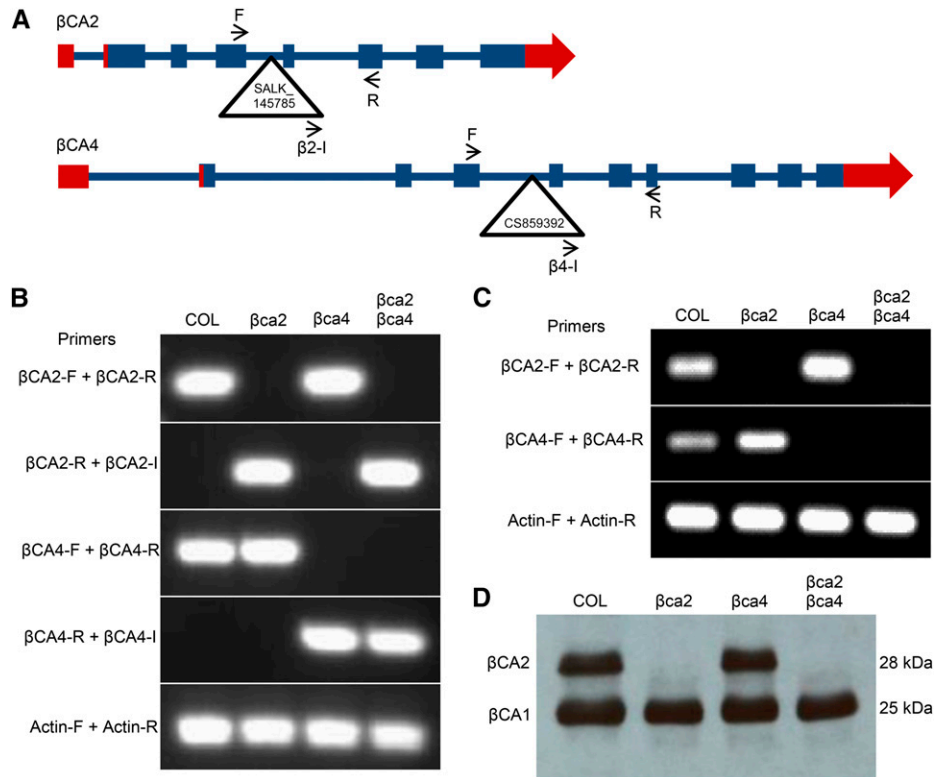 A
βCA2
F
SALK_
145785
R
β2-I
βCA4
F
CS859392
R
β4-I
B
Primers
COL βca2 βca4 βca2 βca4
βCA2-F + βCA2-R
βCA2-R + βCA2-I
βCA4-F + βCA4-R
βCA4-R + βCA4-I
Actin-F + Actin-R
C
Primers
COL βca2 βca4 βca2 βca4
βCA2-F + βCA2-R
βCA4-F + βCA4-R
Actin-F + Actin-R
D
COL βca2 βca4 βca2 βca4
βCA2 28 kDa
βCA1 25 kDa